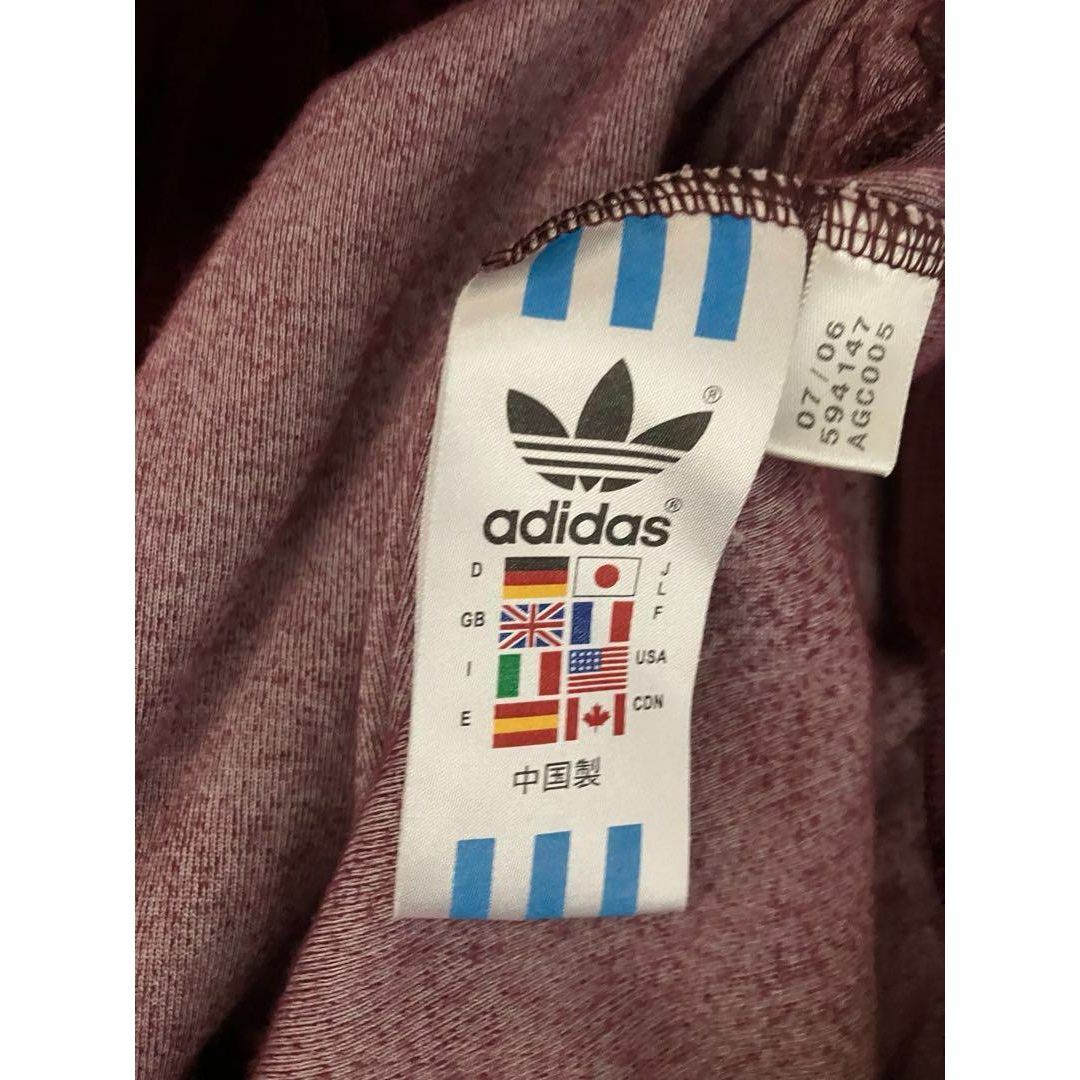 ®
adidas®
D J
L
GB F
I USA
E CDN
中国製
07/06
594147
AGC005